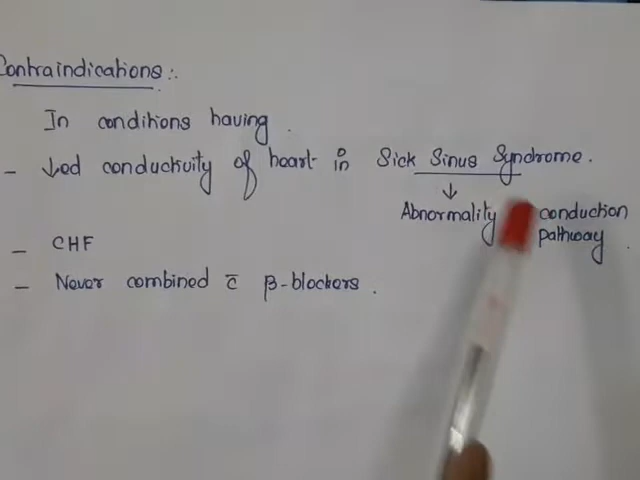 Contraindications:.
In conditions having.
- ↓ed conductivity of heart in Sick Sinus Syndrome.
↓
Abnormality conduction
pathway.
- CHF
- Never combined c̄ β-blockers.